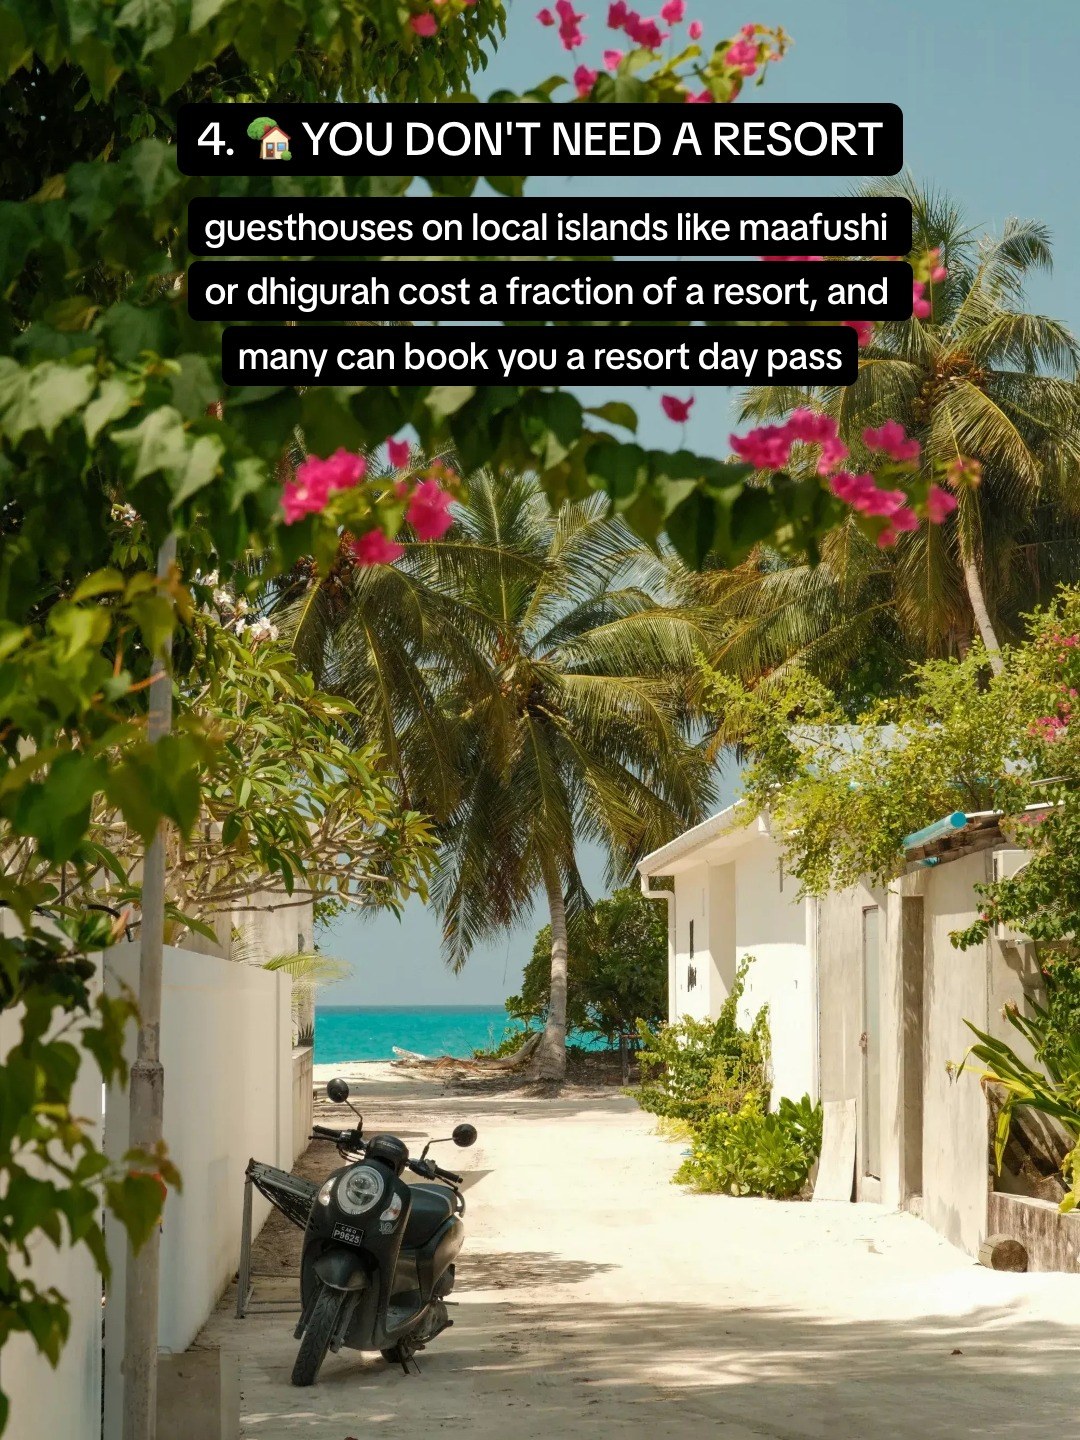 4. 🏡 YOU DON'T NEED A RESORT
guesthouses on local islands like maafushi
or dhigurah cost a fraction of a resort, and
many can book you a resort day pass
P9625